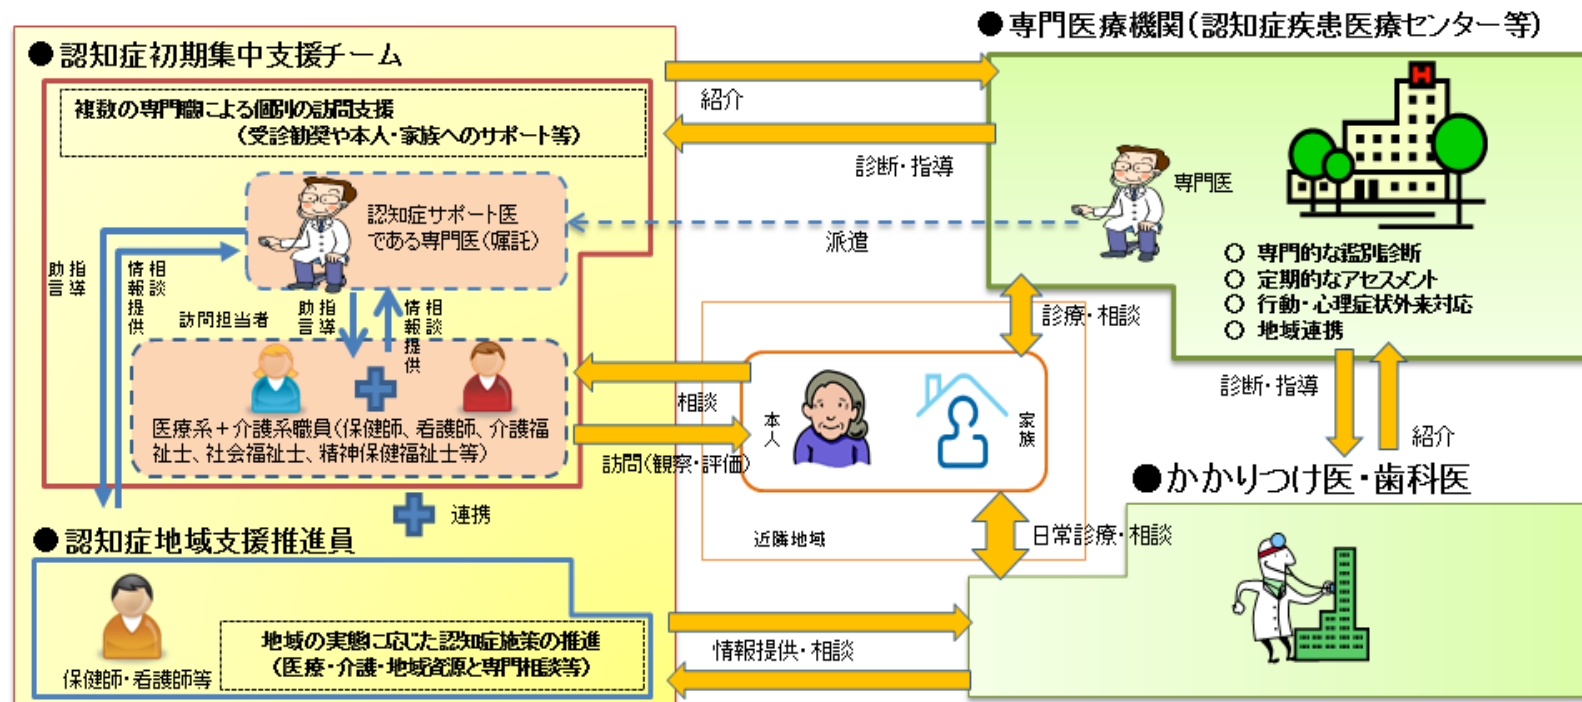 ●認知症初期集中支援チーム
複数の専門職による個別の訪問支援
(受診勧奨や本人・家族へのサポート等)
認知症サポート医
である専門医(嘱託)
指導
助言
相談
情報提供
訪問担当者
指導
助言
相談
情報提供
医療系+介護系職員(保健師、看護師、介護福
祉士、社会福祉士、精神保健福祉士等)
連携
●認知症地域支援推進員
保健師・看護師等
地域の実態に応じた認知症施策の推進
(医療・介護・地域資源と専門相談等)
紹介
診断・指導
派遣
診療・相談
相談
訪問(観察・評価)
本人
家族
近隣地域
日常診療・相談
情報提供・相談
●専門医療機関(認知症疾患医療センター等)
H
専門医
○ 専門的な鑑別診断
○ 定期的なアセスメント
○ 行動・心理症状外来対応
○ 地域連携
診断・指導
紹介
●かかりつけ医・歯科医